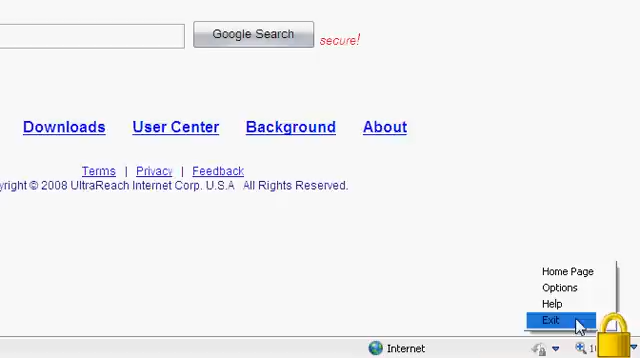 Google Search
secure!
Downloads User Center Background About
Terms | Privacy | Feedback
yright © 2008 UltraReach Internet Corp. U.S.A All Rights Reserved.
Home Page
Options
Help
Exit
Internet